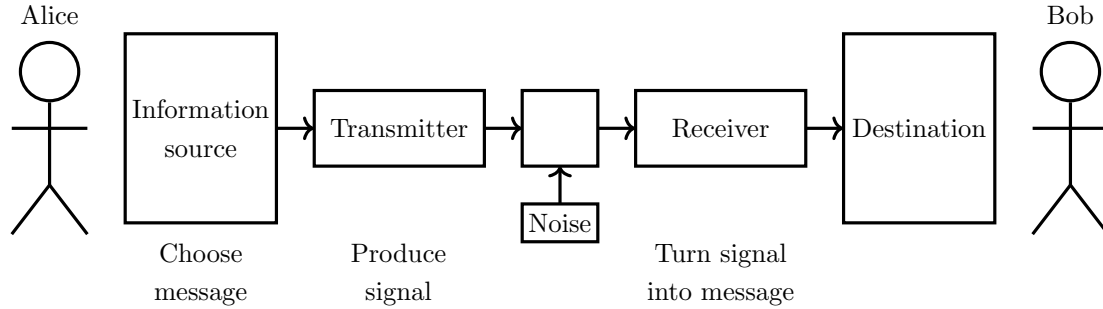 Alice
Bob
Information
source
Transmitter
Receiver
Destination
Noise
Choose
message
Produce
signal
Turn signal
into message